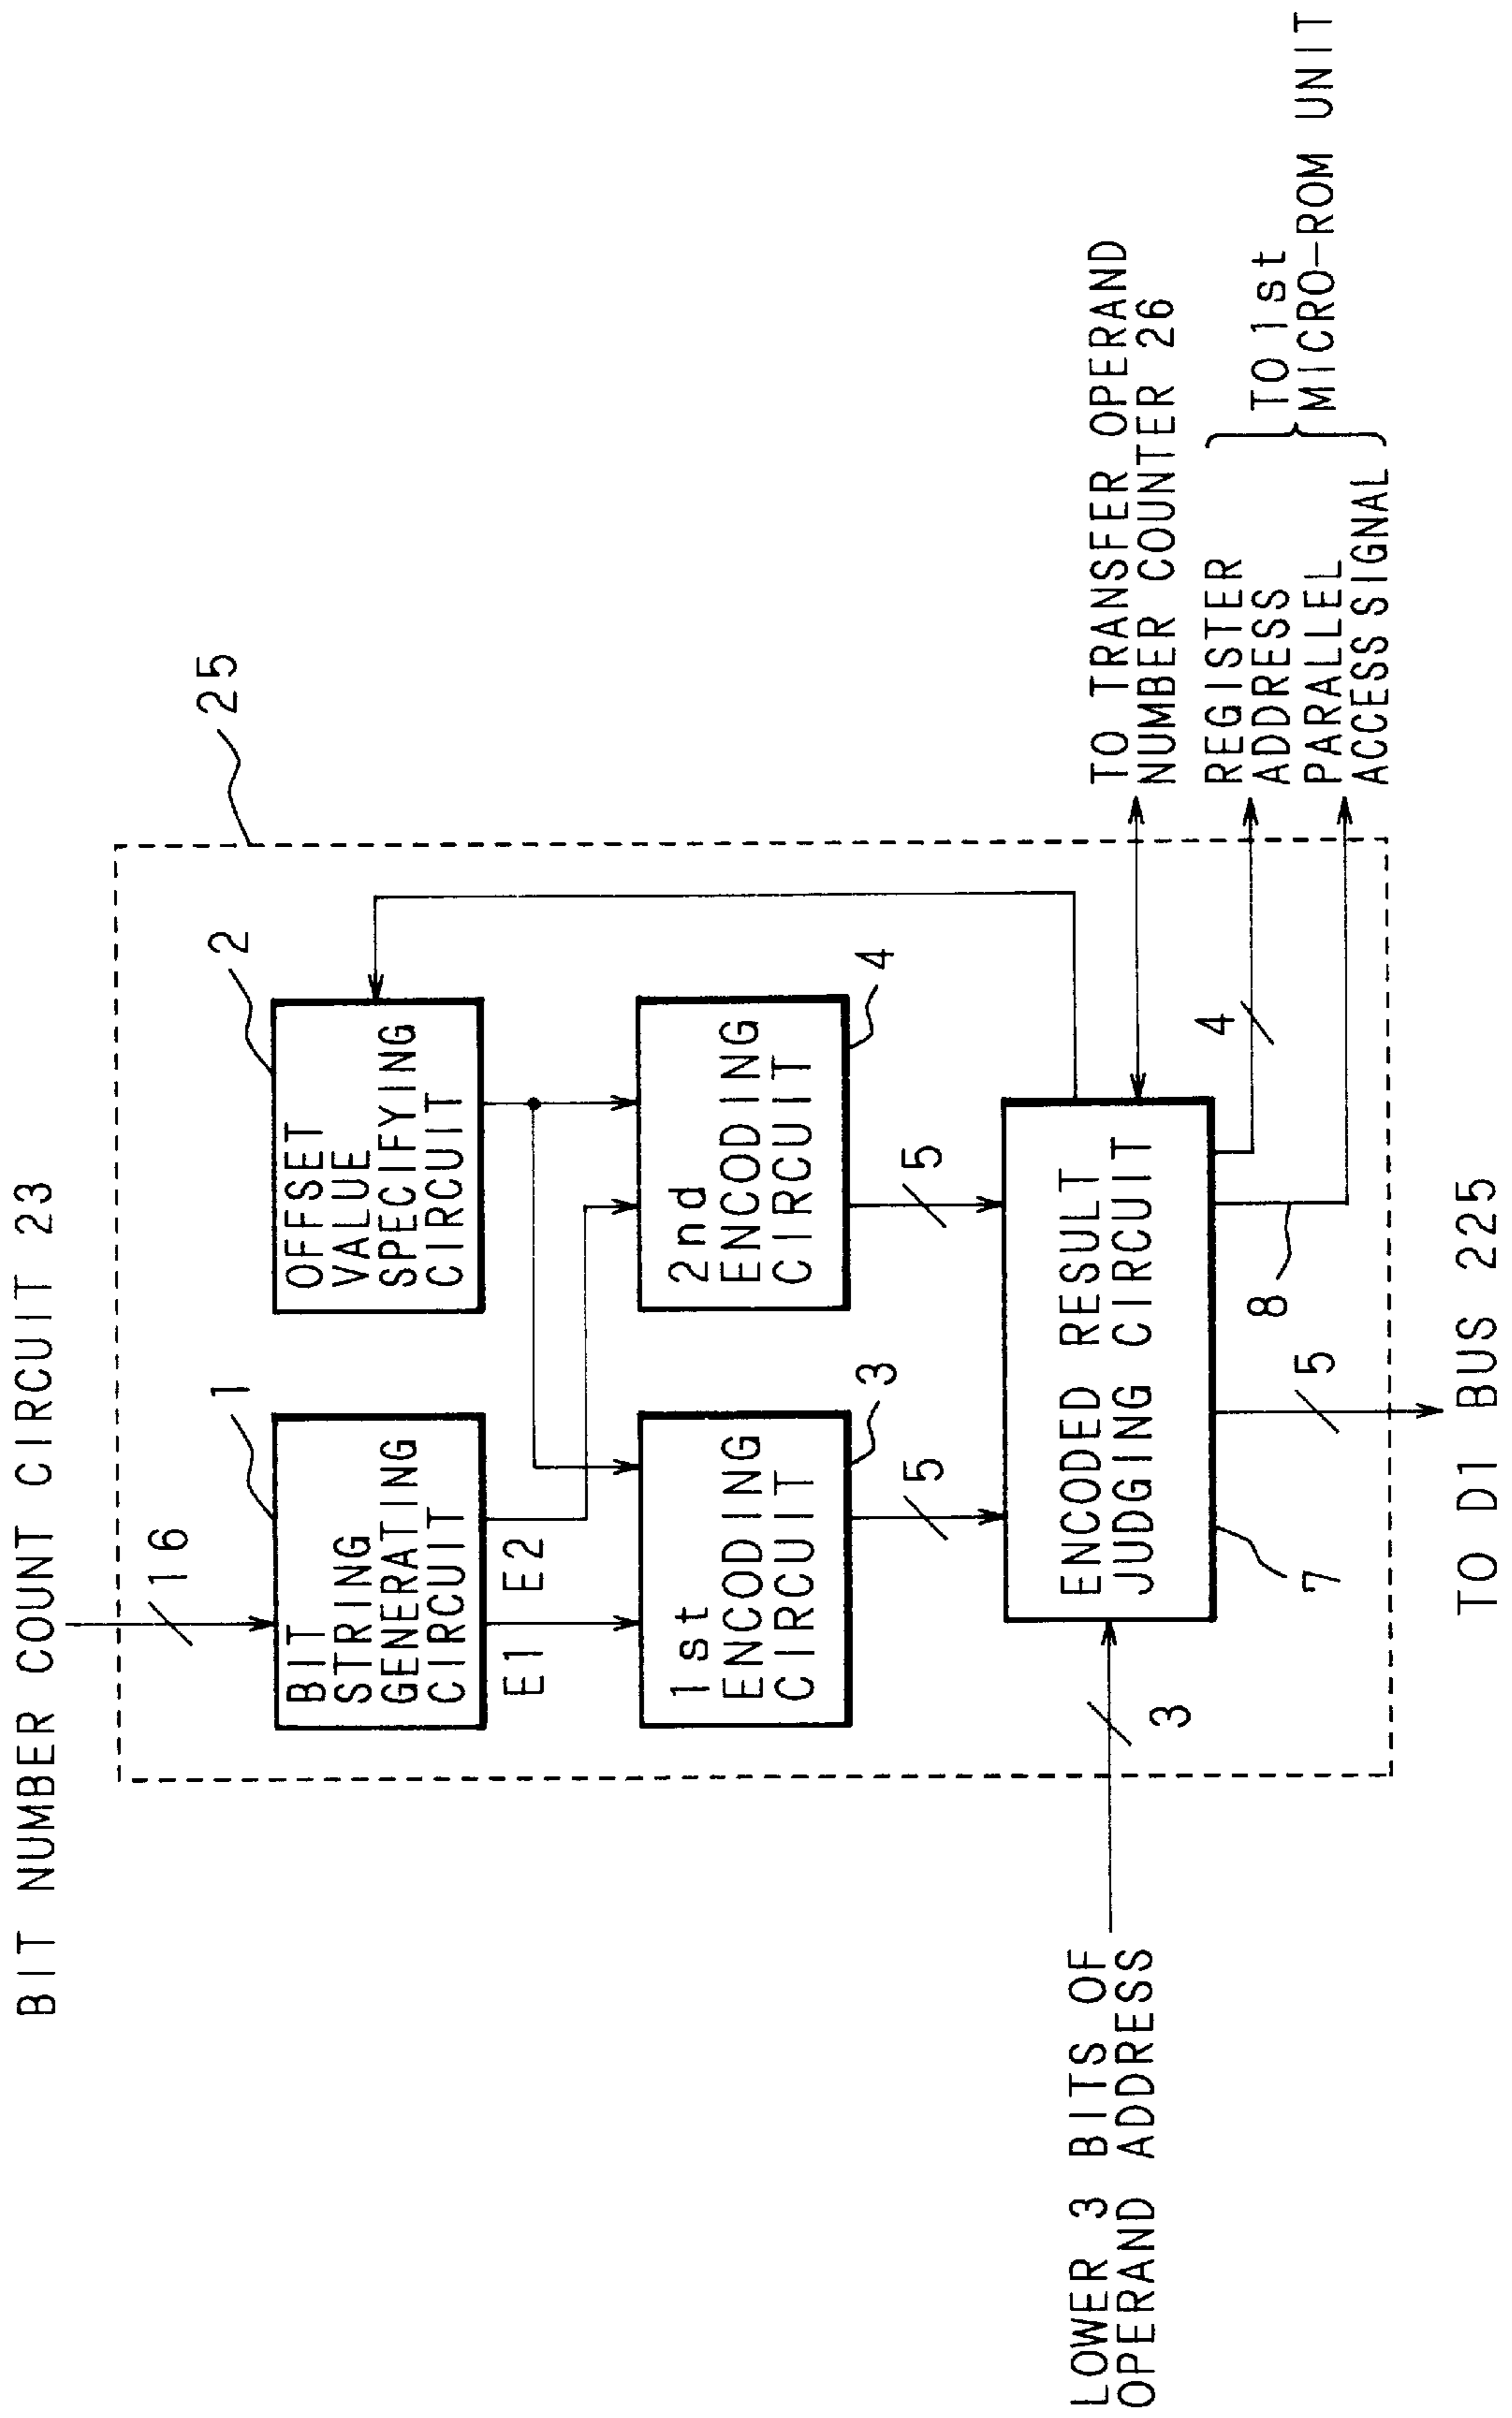 BIT NUMBER COUNT CIRCUIT 23
16
25
1
2
BIT
STRING
GENERATING
CIRCUIT
OFFSET
VALUE
SPECIFYING
CIRCUIT
E1
E2
3
4
1st
ENCODING
CIRCUIT
2nd
ENCODING
CIRCUIT
5
5
LOWER 3 BITS OF
OPERAND ADDRESS
3
ENCODED RESULT
JUDGING CIRCUIT
7
5
8
4
TO TRANSFER OPERAND
NUMBER COUNTER 26
REGISTER
ADDRESS
PARALLEL
ACCESS SIGNAL
TO 1st
MICRO-ROM UNIT
TO D1 BUS 225